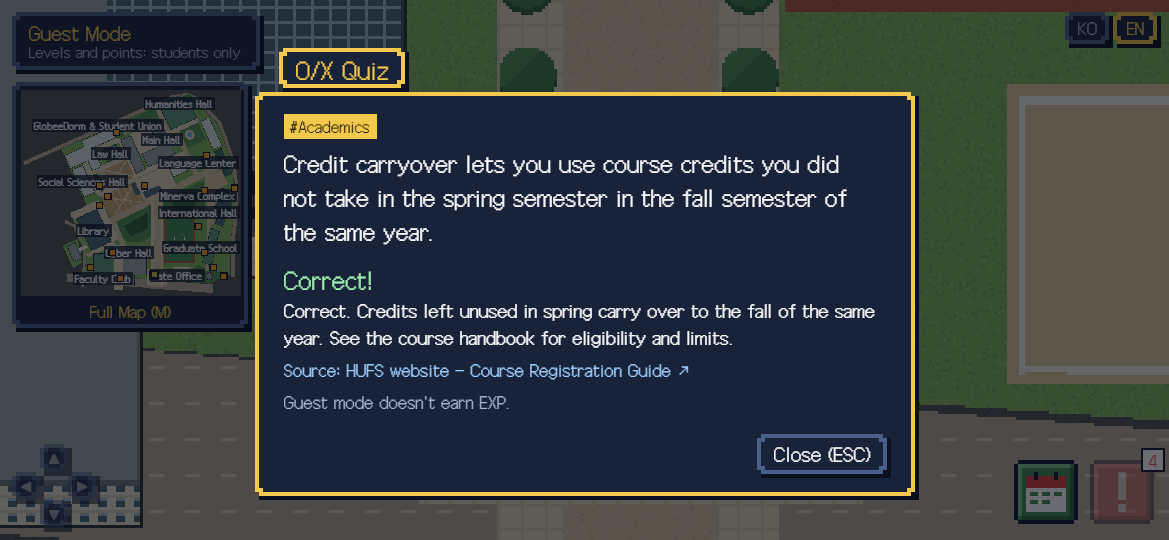 Guest Mode
Levels and points: students only
KO
EN
O/X Quiz
Humanities Hall
GlobeeDorm & Student Union
Main Hall
Law Hall
Language Center
Social Sciences Hall
Minerva Complex
International Hall
Library
Graduate School
Faculty Club
Full Map (M)
#Academics
Credit carryover lets you use course credits you did
not take in the spring semester in the fall semester of
the same year.
Correct!
Correct. Credits left unused in spring carry over to the fall of the same
year. See the course handbook for eligibility and limits.
Source: HUFS website – Course Registration Guide ↗
Guest mode doesn't earn EXP.
Close (ESC)
4